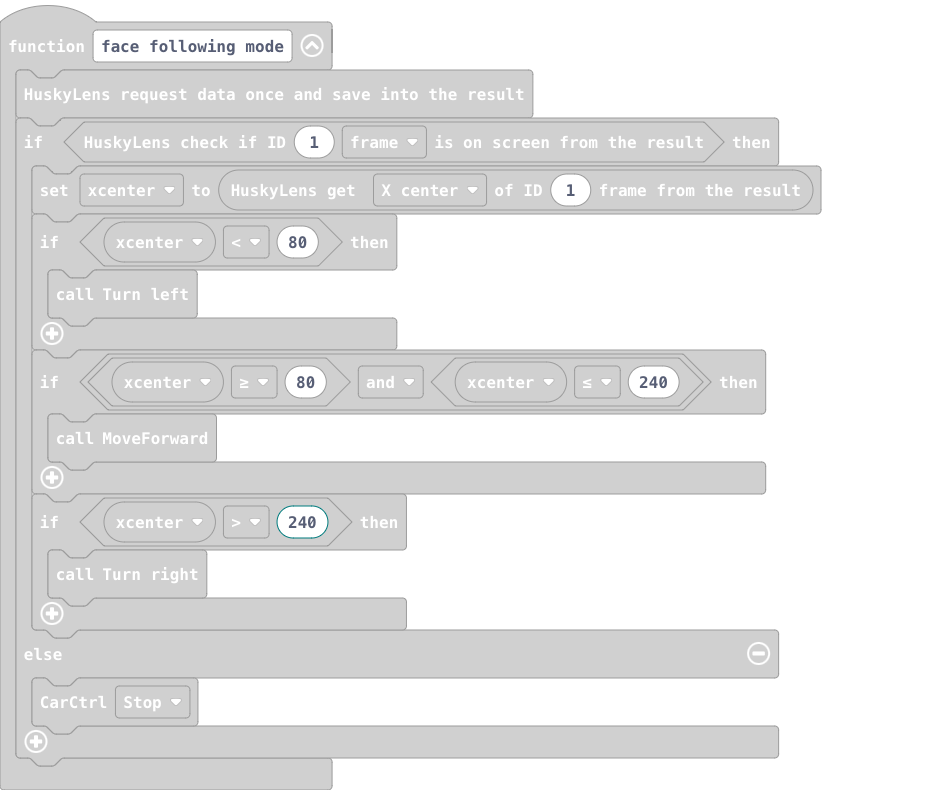 function face following mode
HuskyLens request data once and save into the result
if HuskyLens check if ID 1 frame is on screen from the result then
set xcenter to HuskyLens get X center of ID 1 frame from the result
if xcenter < 80 then
call Turn left
if xcenter ≥ 80 and xcenter ≤ 240 then
call MoveForward
if xcenter > 240 then
call Turn right
else
CarCtrl Stop